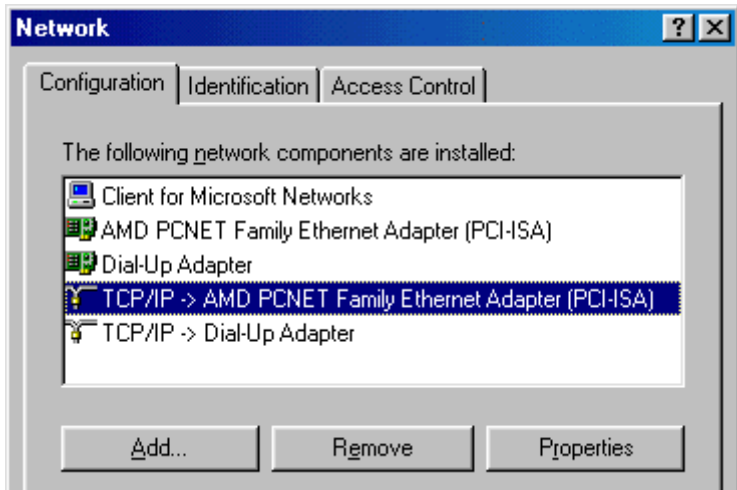 Network
Configuration Identification Access Control
The following network components are installed:
Client for Microsoft Networks
AMD PCNET Family Ethernet Adapter (PCI-ISA)
Dial-Up Adapter
TCP/IP -> AMD PCNET Family Ethernet Adapter (PCI-ISA)
TCP/IP -> Dial-Up Adapter
Add... Remove Properties